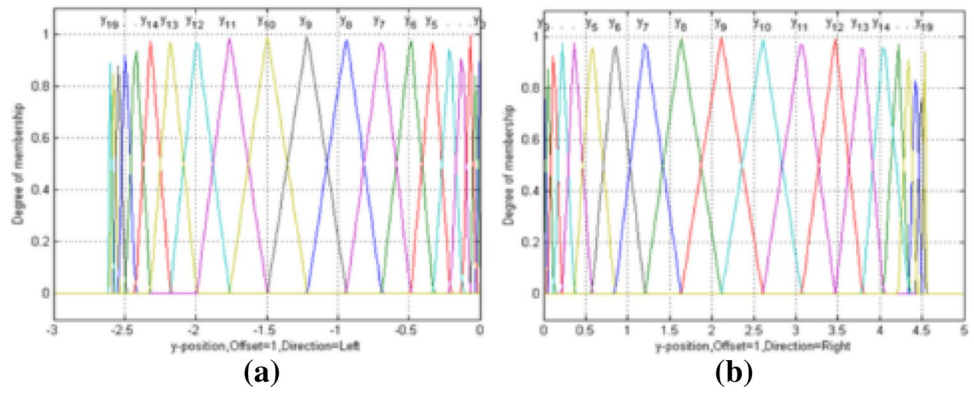 y19 . . . y14 y13 y12 y11 y10 y9 y8 y7 y6 y5 . . . . y0
1
0.8
0.6
0.4
0.2
0
Degree of membership
-3 -2.5 -2 -1.5 -1 -0.5 0
y-position,Offset=1,Direction=Left
(a)
y0 . . . y5 y6 y7 y8 y9 y10 y11 y12 y13 y14 . . y19
1
0.8
0.6
0.4
0.2
0
Degree of membership
0 0.5 1 1.5 2 2.5 3 3.5 4 4.5 5
y-position,Offset=1,Direction=Right
(b)